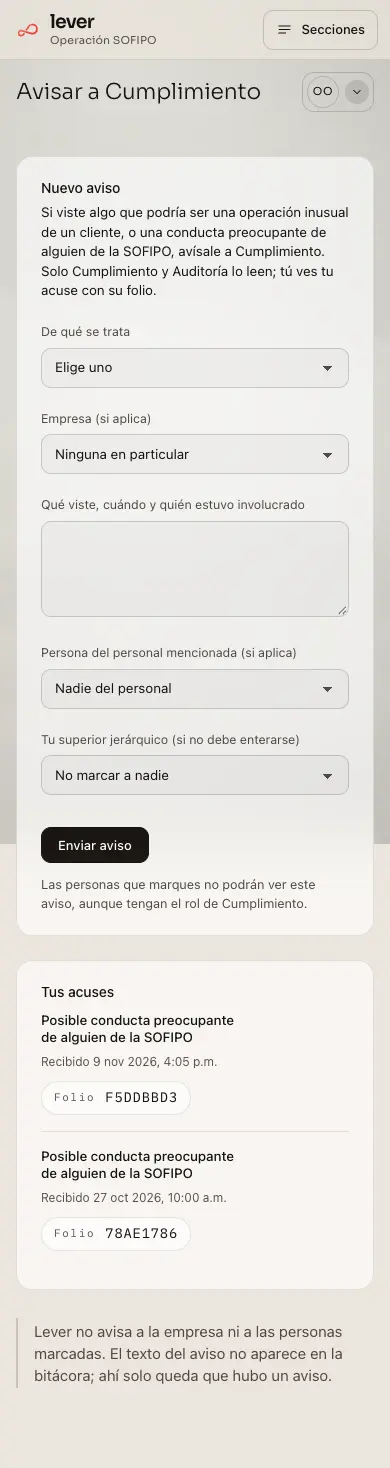 lever
Operación SOFIPO
Secciones
Avisar a Cumplimiento
OO
Nuevo aviso
Si viste algo que podría ser una operación inusual
de un cliente, o una conducta preocupante de
alguien de la SOFIPO, avísale a Cumplimiento.
Solo Cumplimiento y Auditoría lo leen; tú ves tu
acuse con su folio.
De qué se trata
Elige uno
Empresa (si aplica)
Ninguna en particular
Qué viste, cuándo y quién estuvo involucrado
Persona del personal mencionada (si aplica)
Nadie del personal
Tu superior jerárquico (si no debe enterarse)
No marcar a nadie
Enviar aviso
Las personas que marques no podrán ver este
aviso, aunque tengan el rol de Cumplimiento.
Tus acuses
Posible conducta preocupante
de alguien de la SOFIPO
Recibido 9 nov 2026, 4:05 p.m.
Folio F5DDBBD3
Posible conducta preocupante
de alguien de la SOFIPO
Recibido 27 oct 2026, 10:00 a.m.
Folio 78AE1786
Lever no avisa a la empresa ni a las personas
marcadas. El texto del aviso no aparece en la
bitácora; ahí solo queda que hubo un aviso.